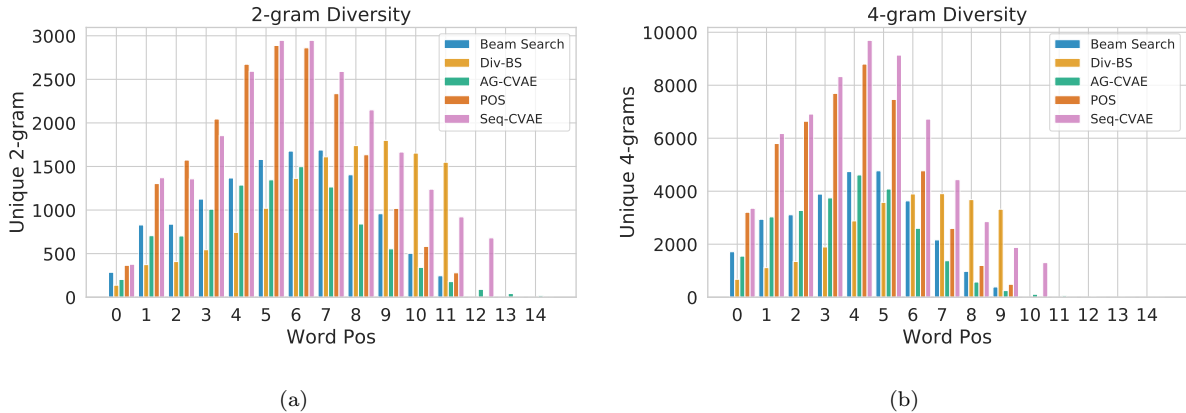 2-gram Diversity
3000
2500
2000
1500
1000
500
0
Unique 2-gram
Beam Search
Div-BS
AG-CVAE
POS
Seq-CVAE
0 1 2 3 4 5 6 7 8 9 10 11 12 13 14
Word Pos
(a)
4-gram Diversity
10000
8000
6000
4000
2000
0
Unique 4-grams
Beam Search
Div-BS
AG-CVAE
POS
Seq-CVAE
0 1 2 3 4 5 6 7 8 9 10 11 12 13 14
Word Pos
(b)